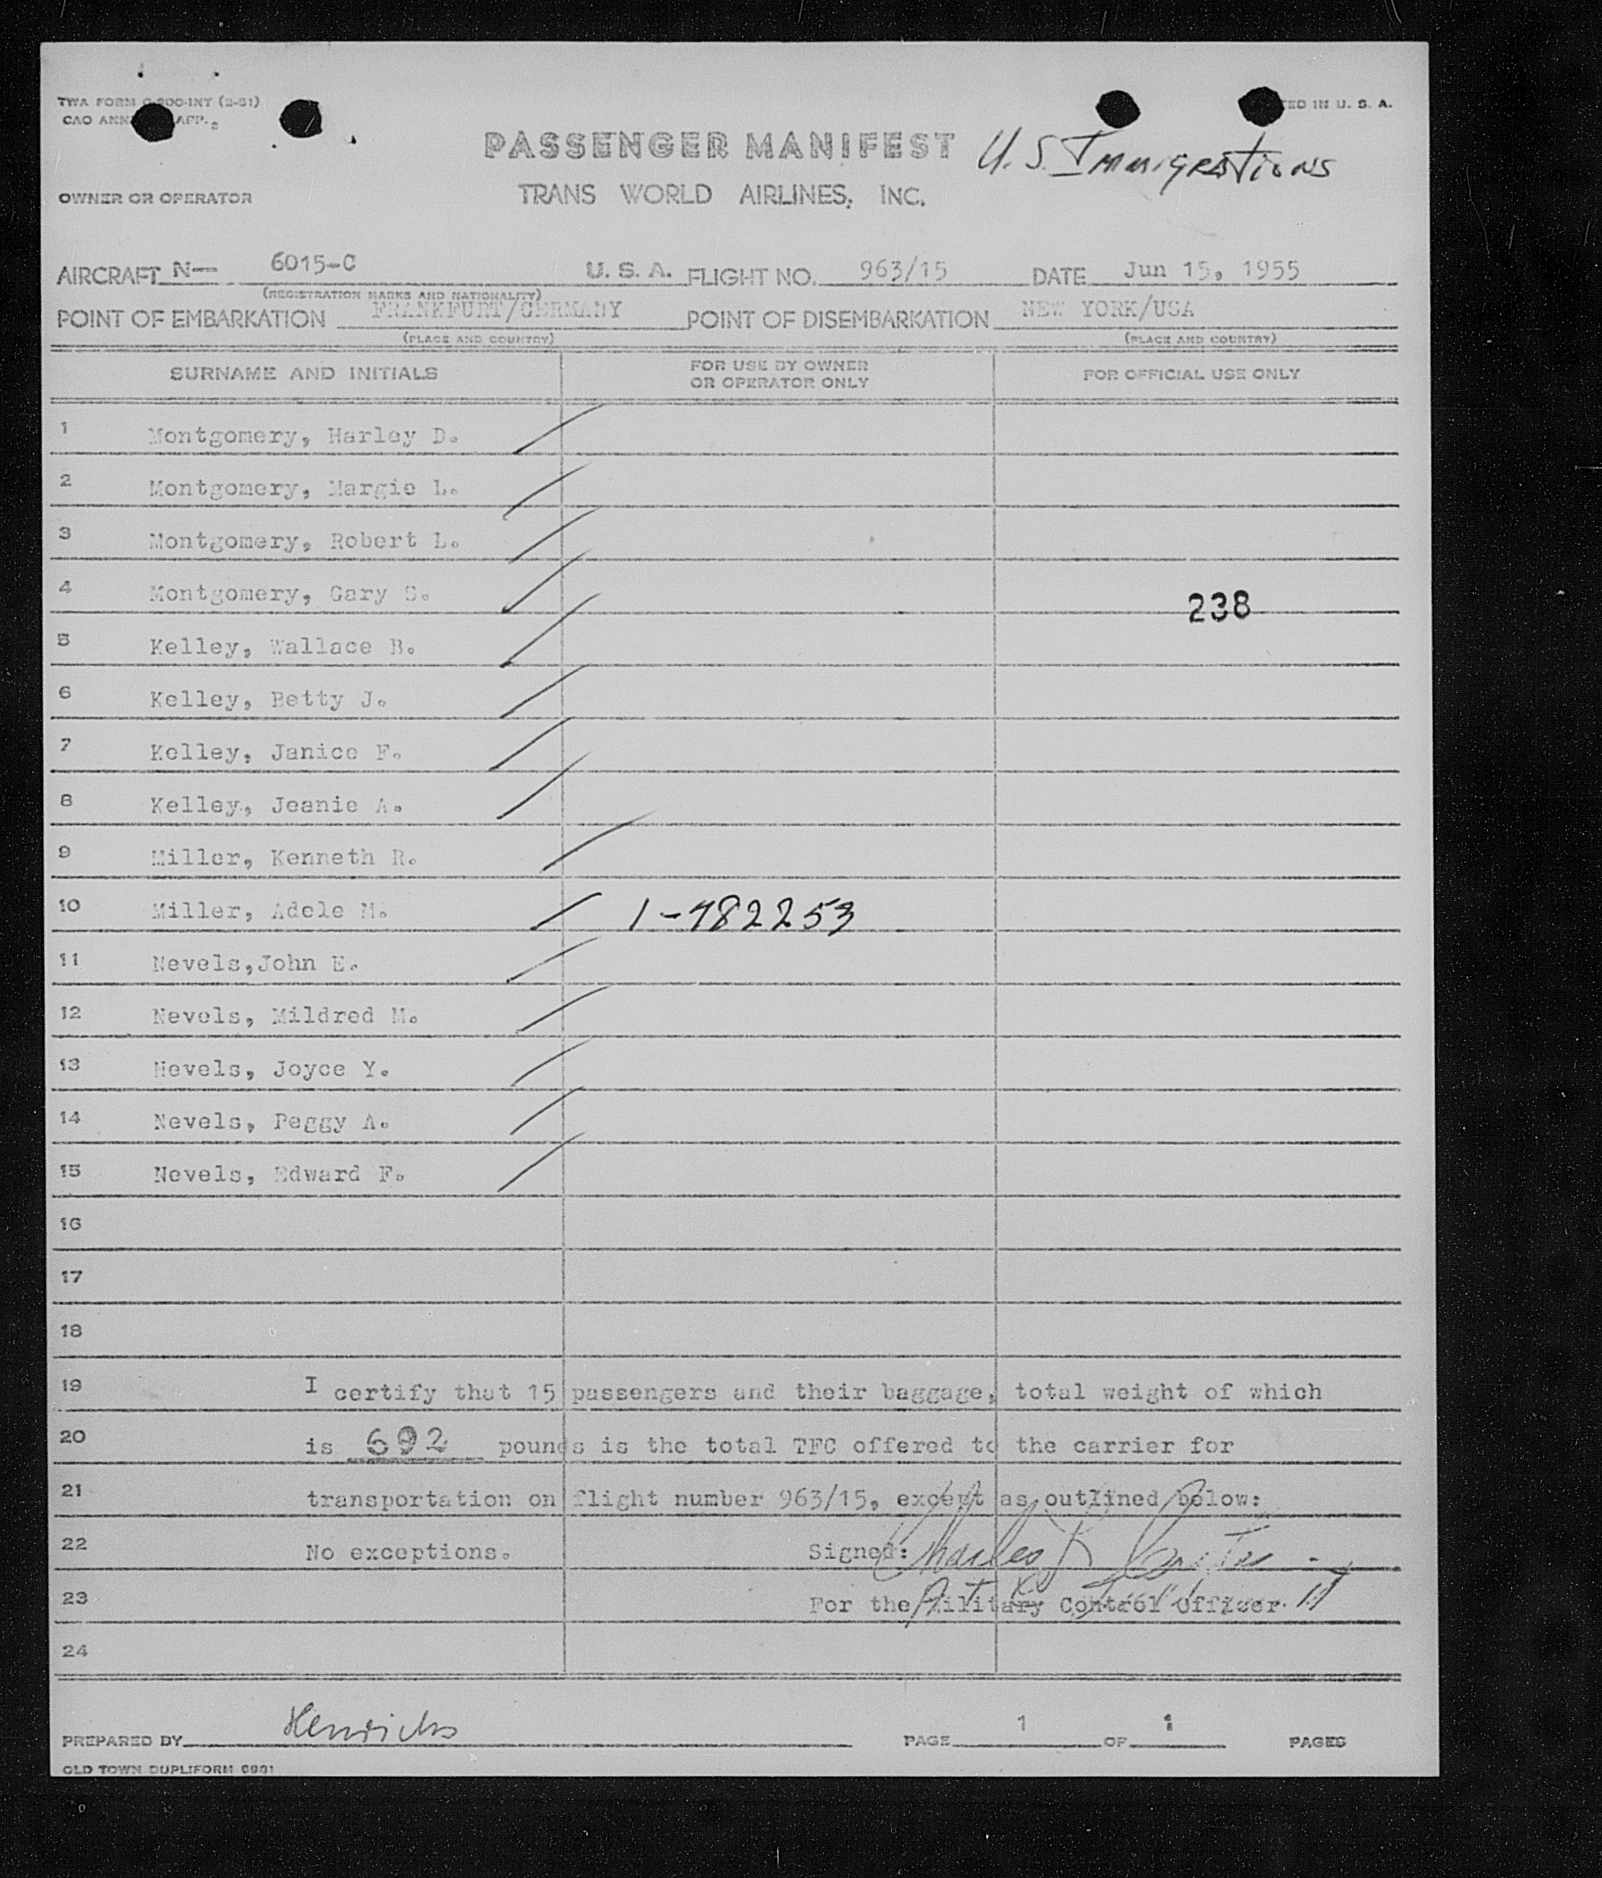 TWA FORM
CAO APP.
PASSENGER MANIFEST U. S. Immigrations
OWNER OR OPERATOR TRANS WORLD AIRLINES, INC.
AIRCRAFT N— 6015-C U. S. A. FLIGHT NO. 963/15 DATE Jun 15, 1955
(REGISTRATION MARKS AND NATIONALITY)
POINT OF EMBARKATION FRANKFURT/GERMANY POINT OF DISEMBARKATION NEW YORK/USA
(PLACE AND COUNTRY) (PLACE AND COUNTRY)
SURNAME AND INITIALS FOR USE BY OWNER OR OPERATOR ONLY FOR OFFICIAL USE ONLY
1 Montgomery, Harley D.
2 Montgomery, Margie L.
3 Montgomery, Robert L.
4 Montgomery, Gary S. 238
5 Kelley, Wallace B.
6 Kelley, Betty J.
7 Kelley, Janice F.
8 Kelley, Jeanie A.
9 Miller, Kenneth R.
10 Miller, Adele M. 1-782253
11 Nevels,John E.
12 Nevels, Mildred M.
13 Nevels, Joyce Y.
14 Nevels, Peggy A.
15 Nevels, Edward F.
16
17
18
19 I certify that 15 passengers and their baggage, total weight of which
20 is 692 pounds is the total TFC offered to the carrier for
21 transportation on flight number 963/15, except as outlined below:
22 No exceptions. Signed: Charles K
23 For the Military Control Officer
24
PREPARED BY Henrichs PAGE 1 OF 1 PAGES
OLD TOWN DUPLIFORM